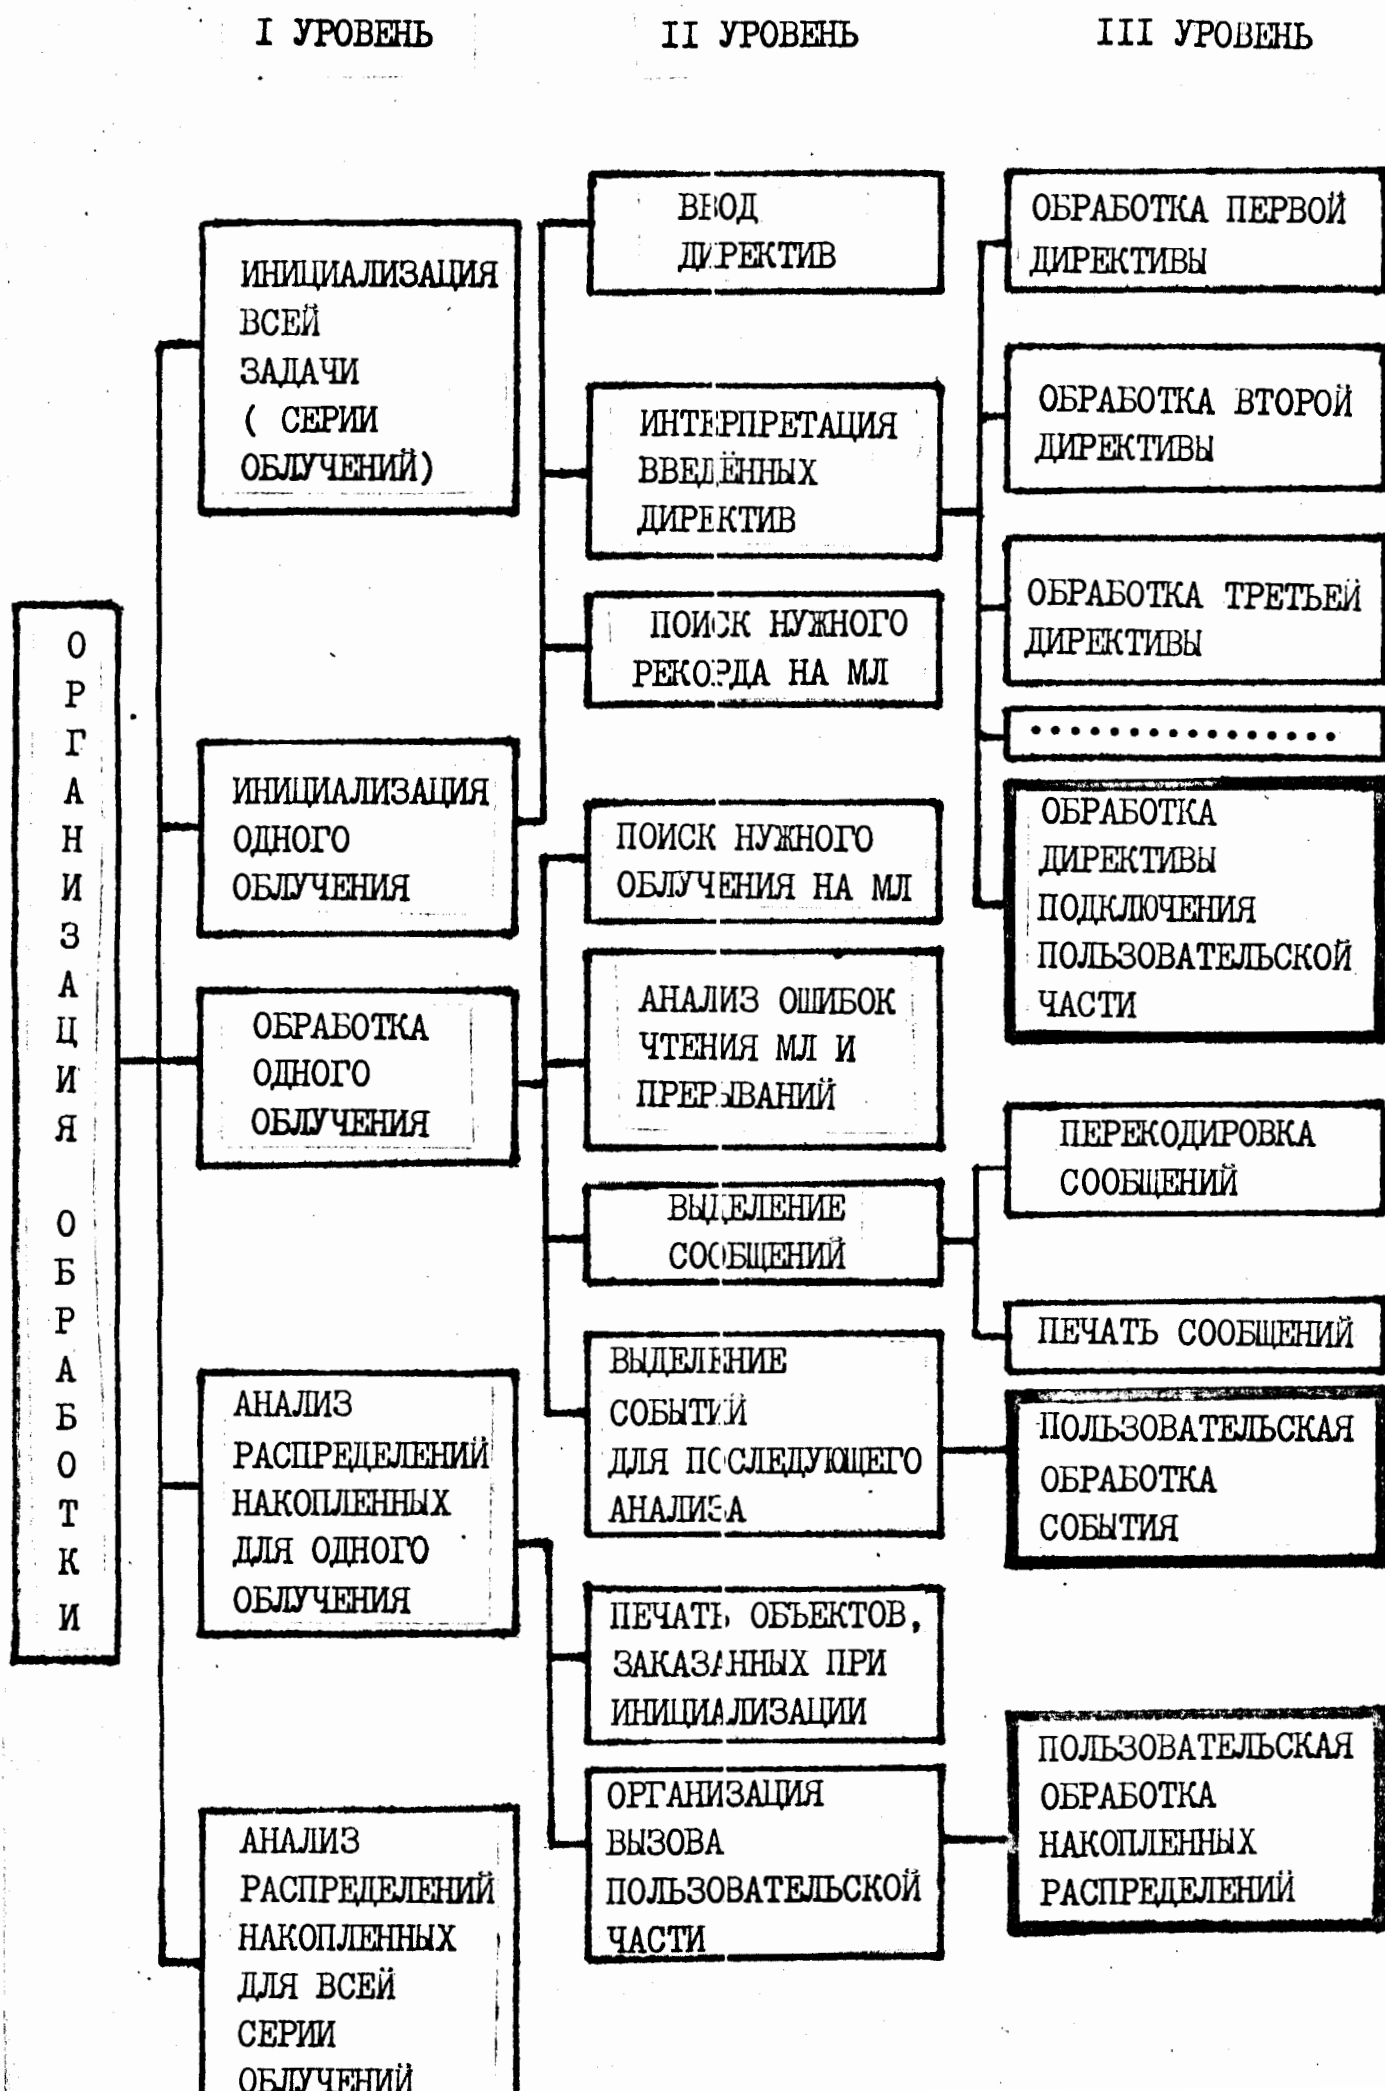 I УРОВЕНЬ
II УРОВЕНЬ
III УРОВЕНЬ
ОРГАНИЗАЦИЯ ОБРАБОТКИ
ИНИЦИАЛИЗАЦИЯ
ВСЕЙ
ЗАДАЧИ
( СЕРИИ
ОБЛУЧЕНИЙ)
ИНИЦИАЛИЗАЦИЯ
ОДНОГО
ОБЛУЧЕНИЯ
ОБРАБОТКА
ОДНОГО
ОБЛУЧЕНИЯ
АНАЛИЗ
РАСПРЕДЕЛЕНИЙ
НАКОПЛЕННЫХ
ДЛЯ ОДНОГО
ОБЛУЧЕНИЯ
АНАЛИЗ
РАСПРЕДЕЛЕНИЙ
НАКОПЛЕННЫХ
ДЛЯ ВСЕЙ
СЕРИИ
ОБЛУЧЕНИЙ
ВВОД
ДИРЕКТИВ
ИНТЕРПРЕТАЦИЯ
ВВЕДЁННЫХ
ДИРЕКТИВ
ПОИСК НУЖНОГО
РЕКОРДА НА МЛ
ПОИСК НУЖНОГО
ОБЛУЧЕНИЯ НА МЛ
АНАЛИЗ ОШИБОК
ЧТЕНИЯ МЛ И
ПРЕРЫВАНИЙ
ВЫДЕЛЕНИЕ
СООБЩЕНИЙ
ВЫДЕЛЕНИЕ
СОБЫТИЙ
ДЛЯ ПОСЛЕДУЮЩЕГО
АНАЛИЗА
ПЕЧАТЬ ОБЪЕКТОВ,
ЗАКАЗАННЫХ ПРИ
ИНИЦИАЛИЗАЦИИ
ОРГАНИЗАЦИЯ
ВЫЗОВА
ПОЛЬЗОВАТЕЛЬСКОЙ
ЧАСТИ
ОБРАБОТКА ПЕРВОЙ
ДИРЕКТИВЫ
ОБРАБОТКА ВТОРОЙ
ДИРЕКТИВЫ
ОБРАБОТКА ТРЕТЬЕЙ
ДИРЕКТИВЫ
................
ОБРАБОТКА
ДИРЕКТИВЫ
ПОДКЛЮЧЕНИЯ
ПОЛЬЗОВАТЕЛЬСКОЙ
ЧАСТИ
ПЕРЕКОДИРОВКА
СООБЩЕНИЙ
ПЕЧАТЬ СООБЩЕНИЙ
ПОЛЬЗОВАТЕЛЬСКАЯ
ОБРАБОТКА
СОБЫТИЯ
ПОЛЬЗОВАТЕЛЬСКАЯ
ОБРАБОТКА
НАКОПЛЕННЫХ
РАСПРЕДЕЛЕНИЙ